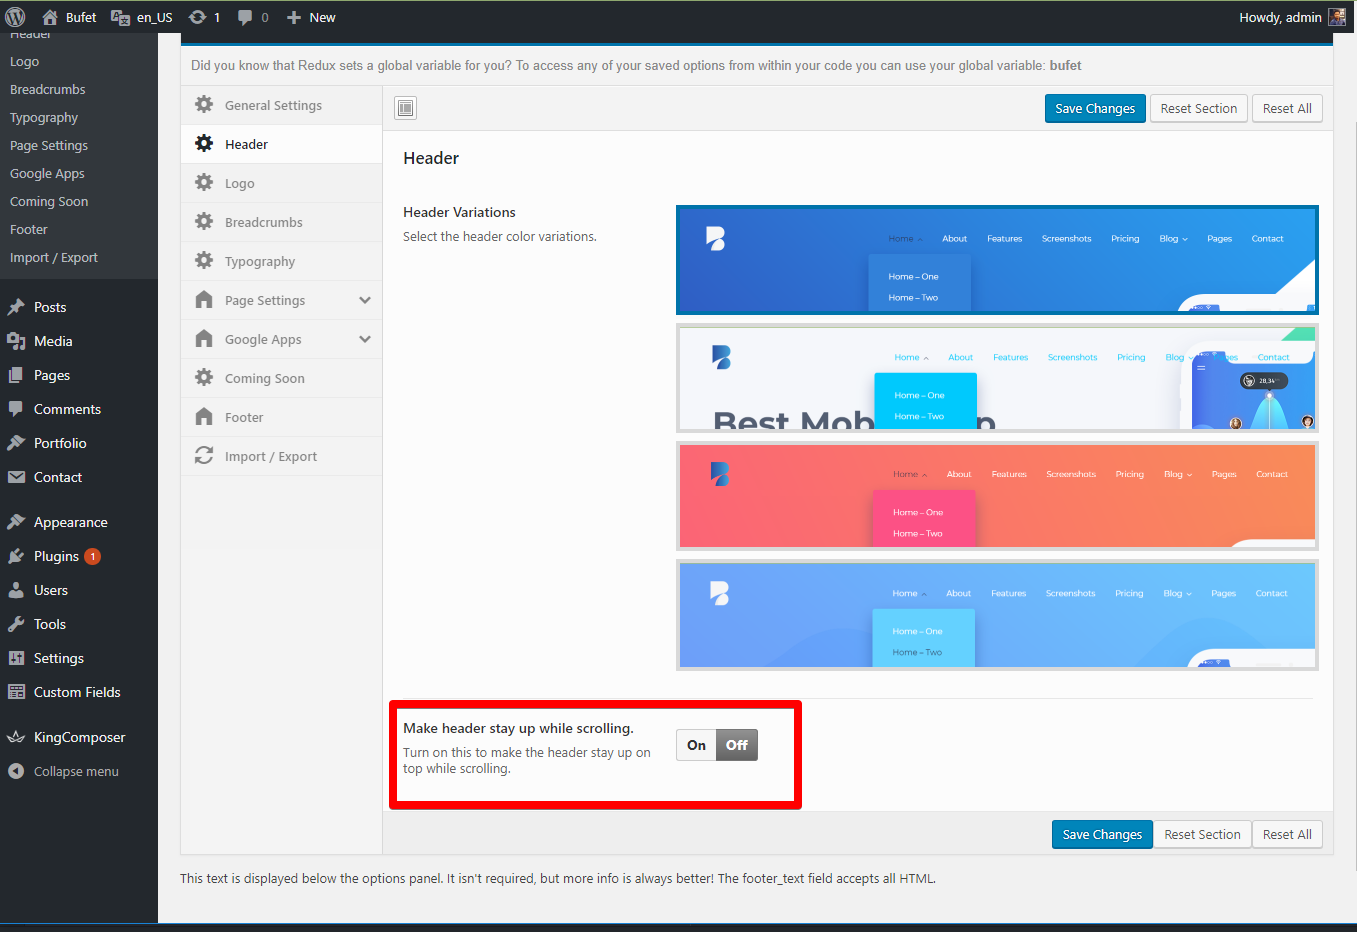 Bufet en_US 1 0 New Howdy, admin
Header
Logo
Breadcrumbs
Typography
Page Settings
Google Apps
Coming Soon
Footer
Import / Export
Posts
Media
Pages
Comments
Portfolio
Contact
Appearance
Plugins 1
Users
Tools
Settings
Custom Fields
KingComposer
Collapse menu
Did you know that Redux sets a global variable for you? To access any of your saved options from within your code you can use your global variable: bufet
General Settings
Header
Logo
Breadcrumbs
Typography
Page Settings
Google Apps
Coming Soon
Footer
Import / Export
Save Changes Reset Section Reset All
Header
Header Variations
Select the header color variations.
Home About Features Screenshots Pricing Blog Pages Contact
Home – One
Home – Two
Home About Features Screenshots Pricing Blog Contact
28,34
Home – One
Home – Two
Best Mob
Home About Features Screenshots Pricing Blog Pages Contact
Home – One
Home – Two
Home About Features Screenshots Pricing Blog Pages Contact
Home – One
Home – Two
Make header stay up while scrolling.
Turn on this to make the header stay up on
top while scrolling.
On Off
Save Changes Reset Section Reset All
This text is displayed below the options panel. It isn't required, but more info is always better! The footer_text field accepts all HTML.